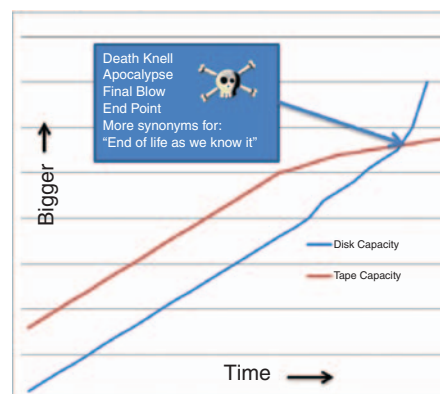 Death Knell
Apocalypse
Final Blow
End Point
More synonyms for:
“End of life as we know it”
Bigger
Disk Capacity
Tape Capacity
Time